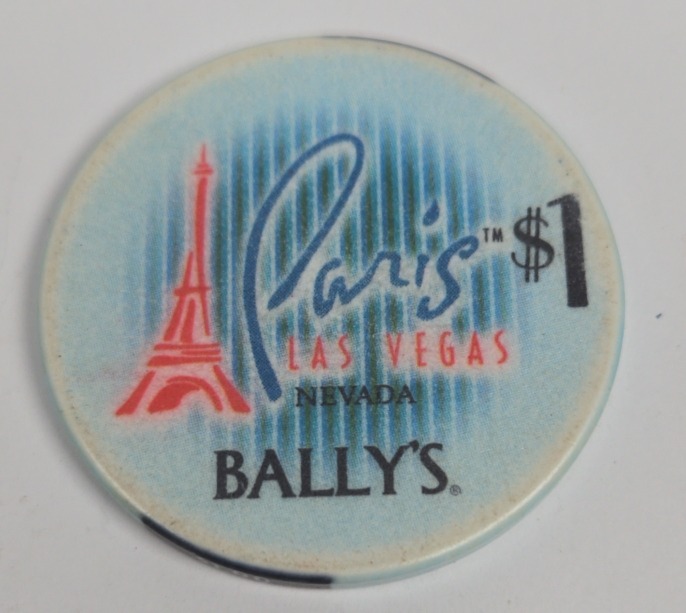 Paris™ $1
LAS VEGAS
NEVADA
BALLY'S®